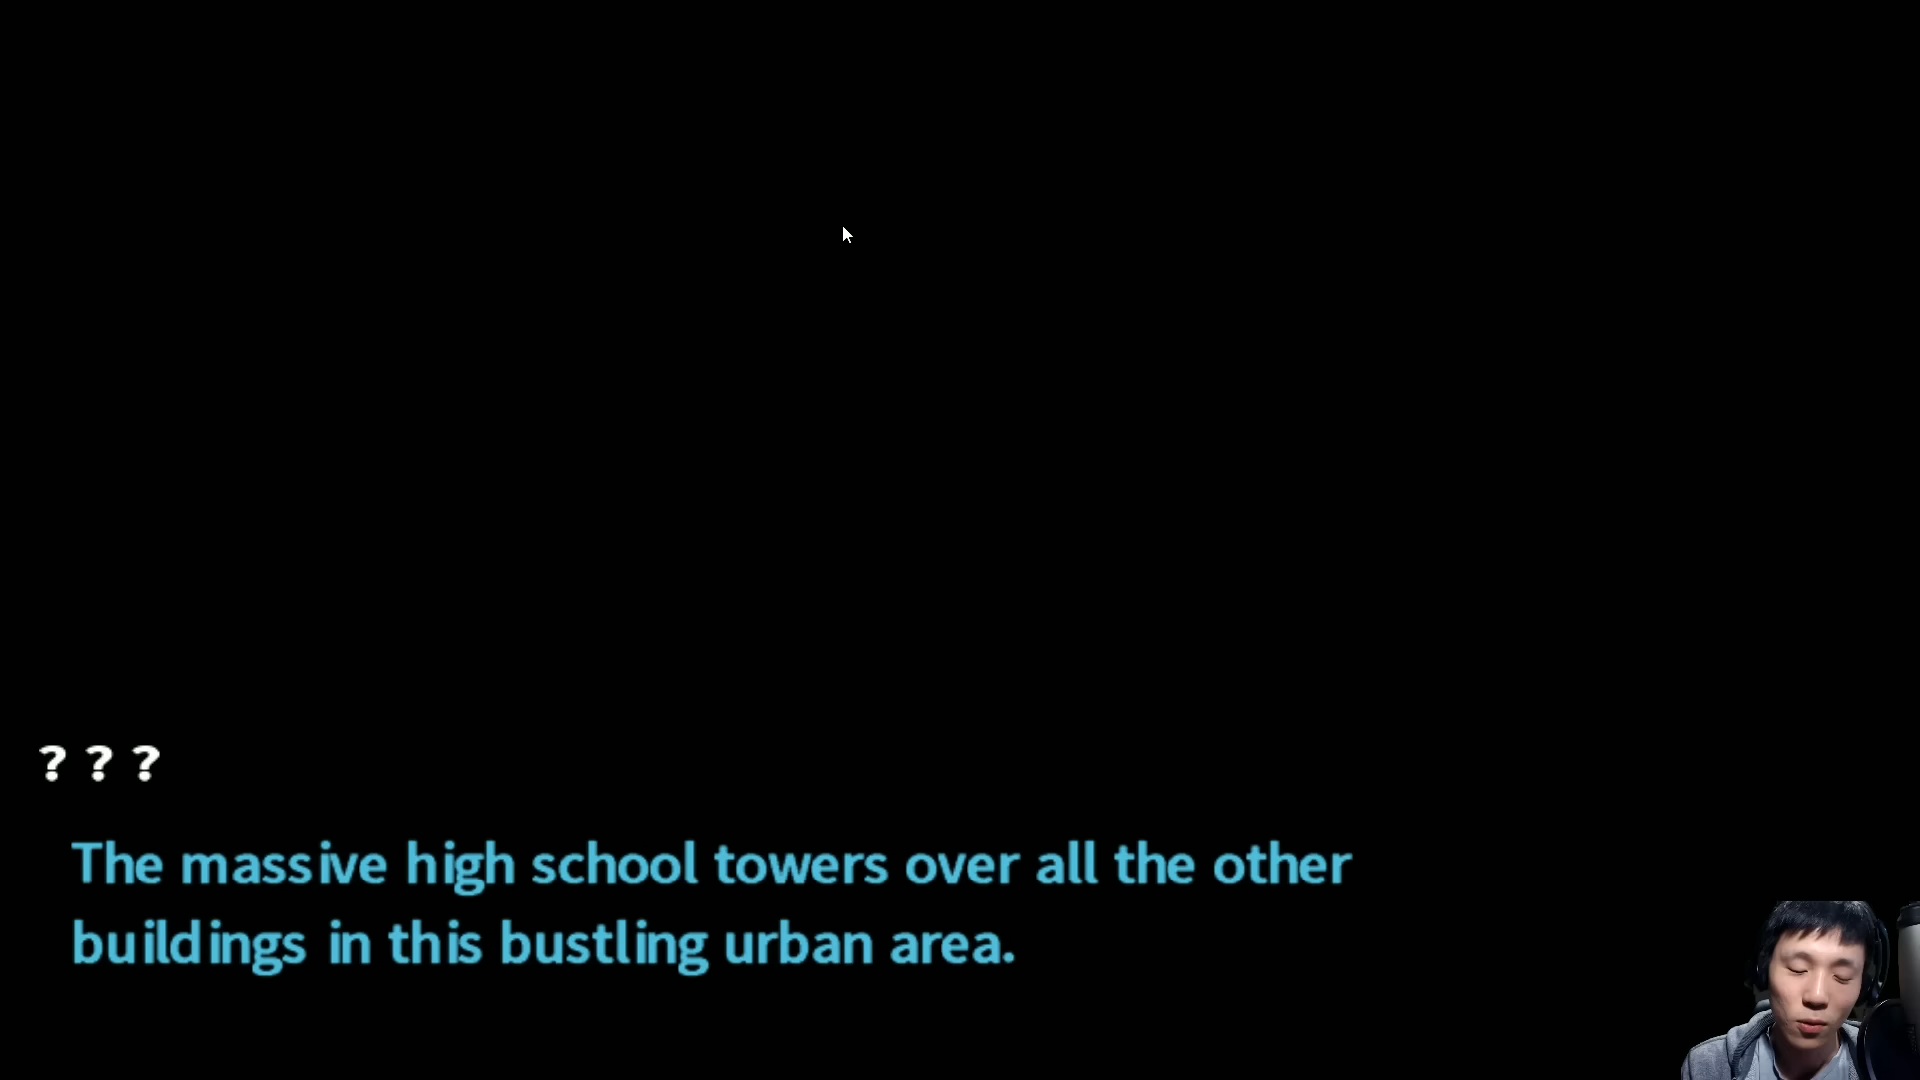 ? ? ?
The massive high school towers over all the other
buildings in this bustling urban area.